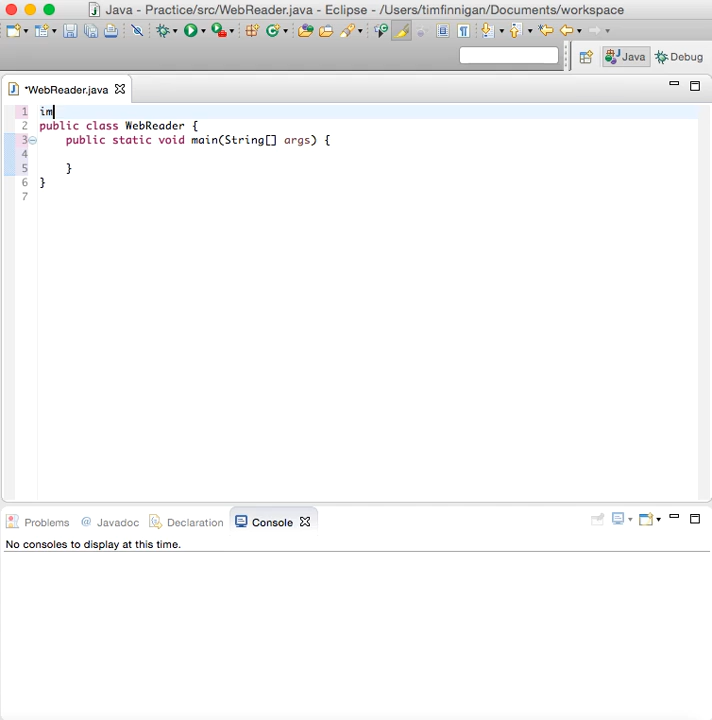 Java - Practice/src/WebReader.java - Eclipse - /Users/timfinnigan/Documents/workspace
Java Debug
*WebReader.java
1 im
2 public class WebReader {
3 public static void main(String[] args) {
4
5 }
6 }
7
Problems @ Javadoc Declaration Console
No consoles to display at this time.